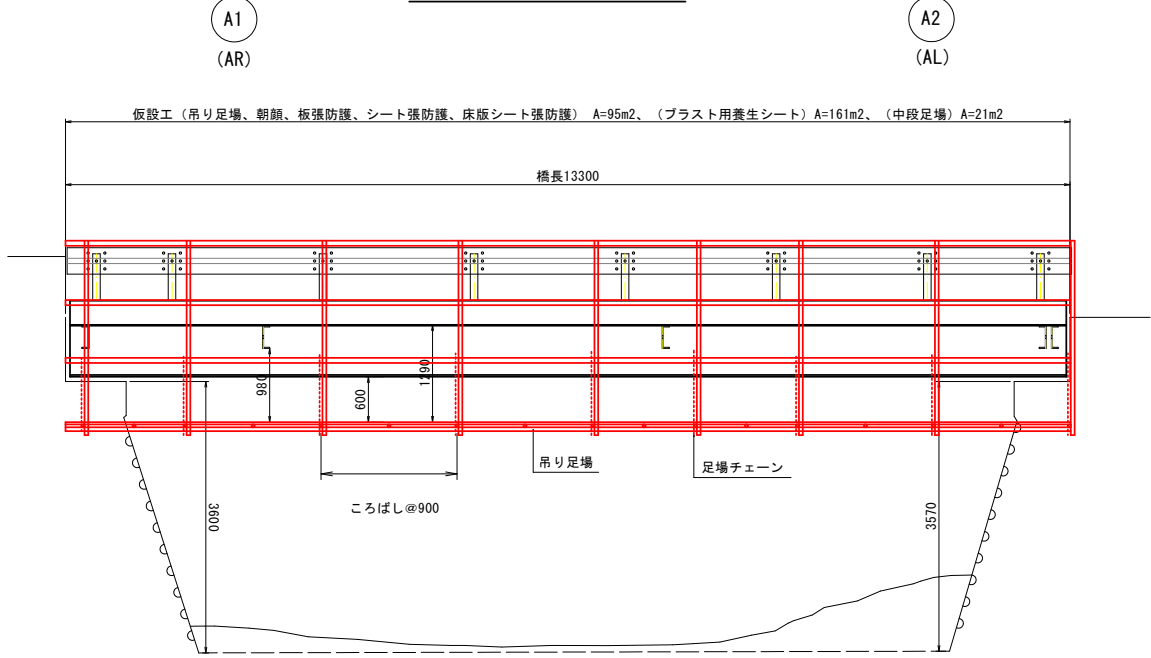 A1
(AR)
A2
(AL)
仮設工（吊り足場、朝顔、板張防護、シート張防護、床版シート張防護） A=95m2、（ブラスト用養生シート）A=161m2、（中段足場）A=21m2
橋長13300
980
600
1290
吊り足場
足場チェーン
ころばし@900
3600
3570